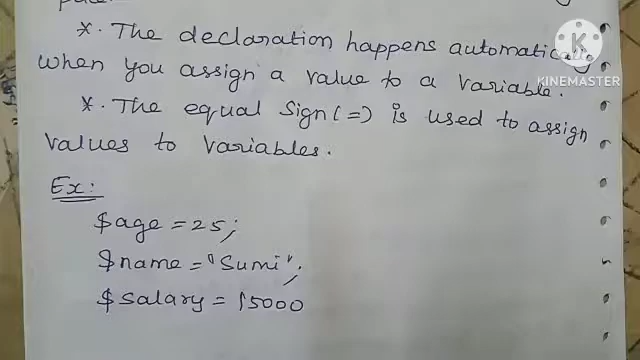 *. The declaration happens automatically
when you assign a value to a variable.
*. The equal sign (=) is used to assign
values to variables.
Ex:
$age = 25;
$name = "Sumi";
$salary = 15000
KINEMASTER